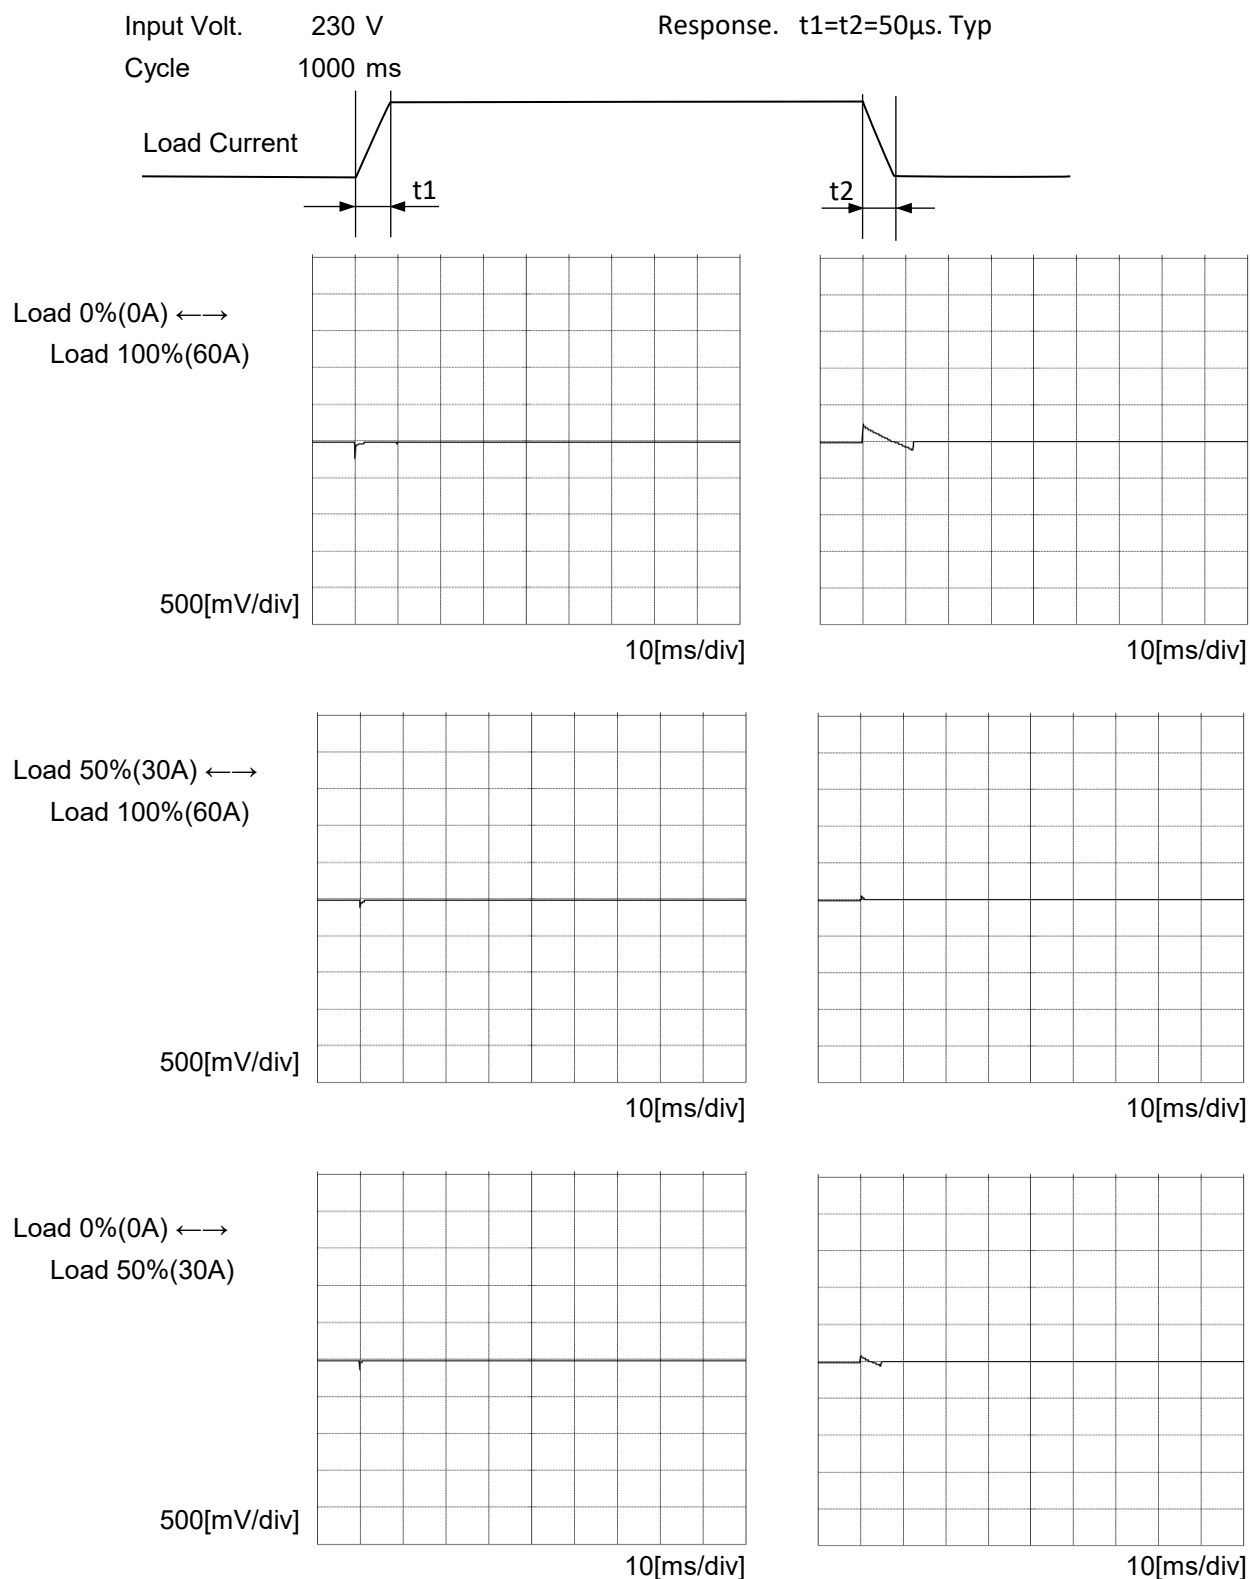 Input Volt. 230 V Response. t1=t2=50μs. Typ
Cycle 1000 ms
Load Current
t1 t2
Load 0%(0A) ←→
Load 100%(60A)
500[mV/div]
10[ms/div] 10[ms/div]
Load 50%(30A) ←→
Load 100%(60A)
500[mV/div]
10[ms/div] 10[ms/div]
Load 0%(0A) ←→
Load 50%(30A)
500[mV/div]
10[ms/div] 10[ms/div]